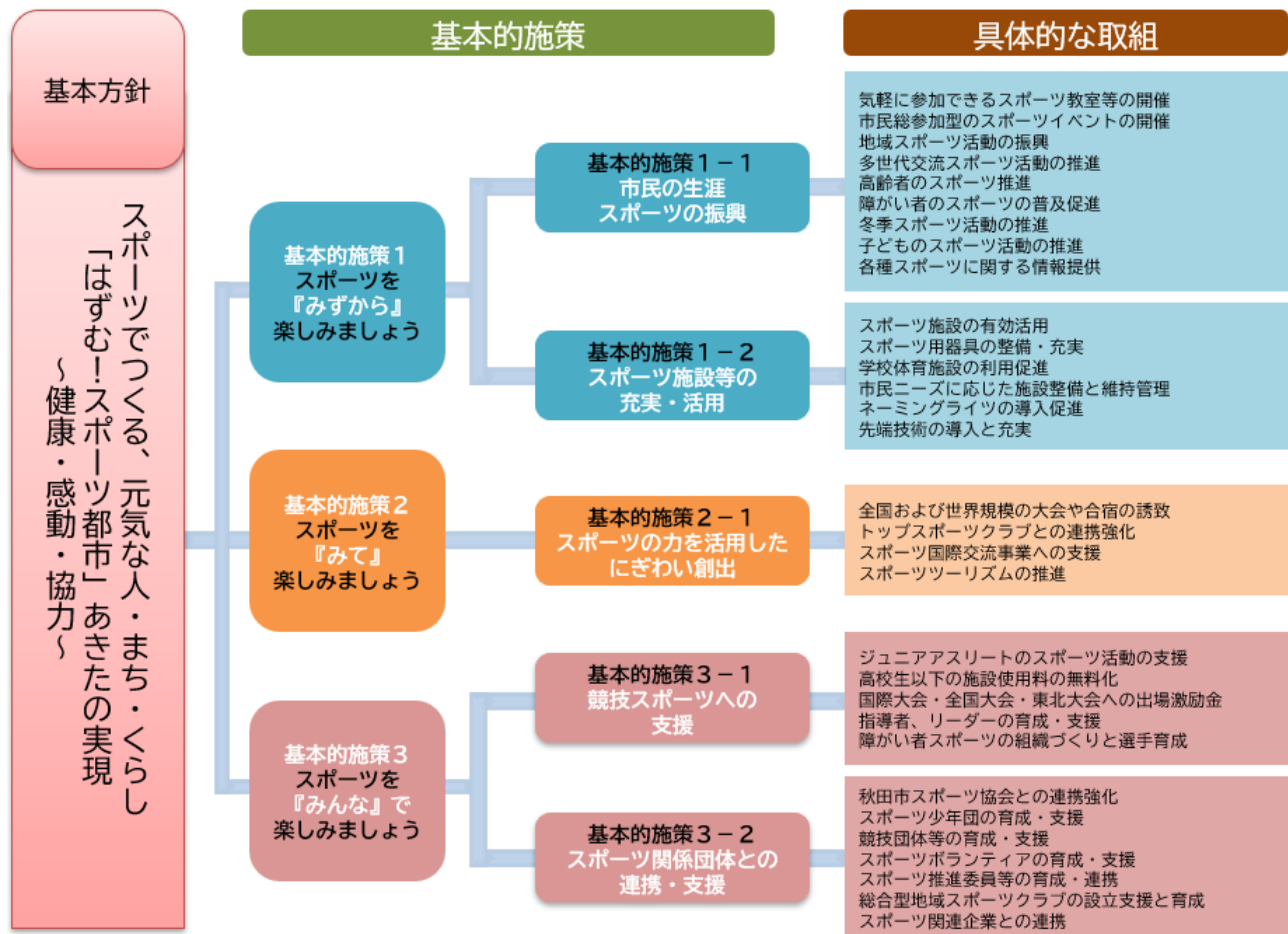 基本方針
スポーツでつくる、元気な人・まち・くらし
「はずむ!スポーツ都市」あきたの実現
~健康・感動・協力~
基本的施策
具体的な取組
基本的施策1
スポーツを
『みずから』
楽しみましょう
基本的施策1-1
市民の生涯
スポーツの振興
気軽に参加できるスポーツ教室等の開催
市民総参加型のスポーツイベントの開催
地域スポーツ活動の振興
多世代交流スポーツ活動の推進
高齢者のスポーツ推進
障がい者のスポーツの普及促進
冬季スポーツ活動の推進
子どものスポーツ活動の推進
各種スポーツに関する情報提供
基本的施策1-2
スポーツ施設等の
充実・活用
スポーツ施設の有効活用
スポーツ用器具の整備・充実
学校体育施設の利用促進
市民ニーズに応じた施設整備と維持管理
ネーミングライツの導入促進
先端技術の導入と充実
基本的施策2
スポーツを
『みて』
楽しみましょう
基本的施策2-1
スポーツの力を活用した
にぎわい創出
全国および世界規模の大会や合宿の誘致
トップスポーツクラブとの連携強化
スポーツ国際交流事業への支援
スポーツツーリズムの推進
基本的施策3
スポーツを
『みんな』で
楽しみましょう
基本的施策3-1
競技スポーツへの
支援
ジュニアアスリートのスポーツ活動の支援
高校生以下の施設使用料の無料化
国際大会・全国大会・東北大会への出場激励金
指導者、リーダーの育成・支援
障がい者スポーツの組織づくりと選手育成
基本的施策3-2
スポーツ関係団体との
連携・支援
秋田市スポーツ協会との連携強化
スポーツ少年団の育成・支援
競技団体等の育成・支援
スポーツボランティアの育成・支援
スポーツ推進委員等の育成・連携
総合型地域スポーツクラブの設立支援と育成
スポーツ関連企業との連携